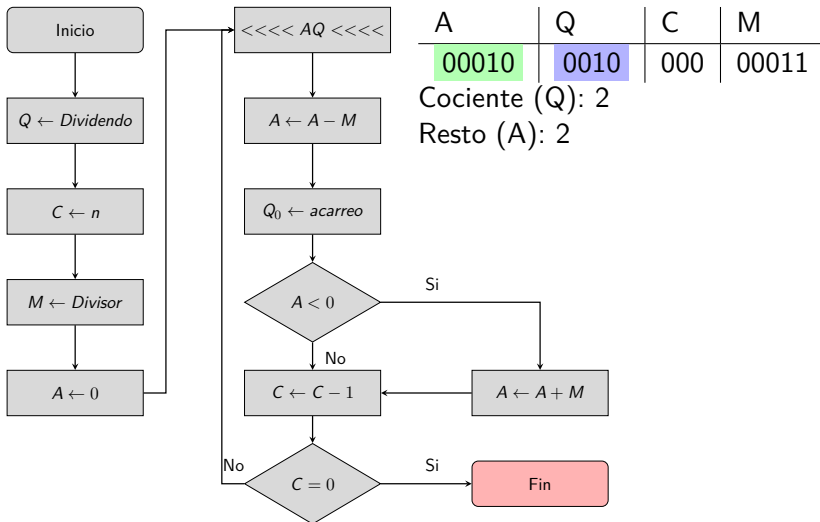 Inicio
Q ← Dividendo
C ← n
M ← Divisor
A ← 0
<<<< AQ <<<<
A ← A − M
Q₀ ← acarreo
A < 0
Si
No
C ← C − 1
A ← A + M
No
C = 0
Si
Fin
A Q C M
00010 0010 000 00011
Cociente (Q): 2
Resto (A): 2